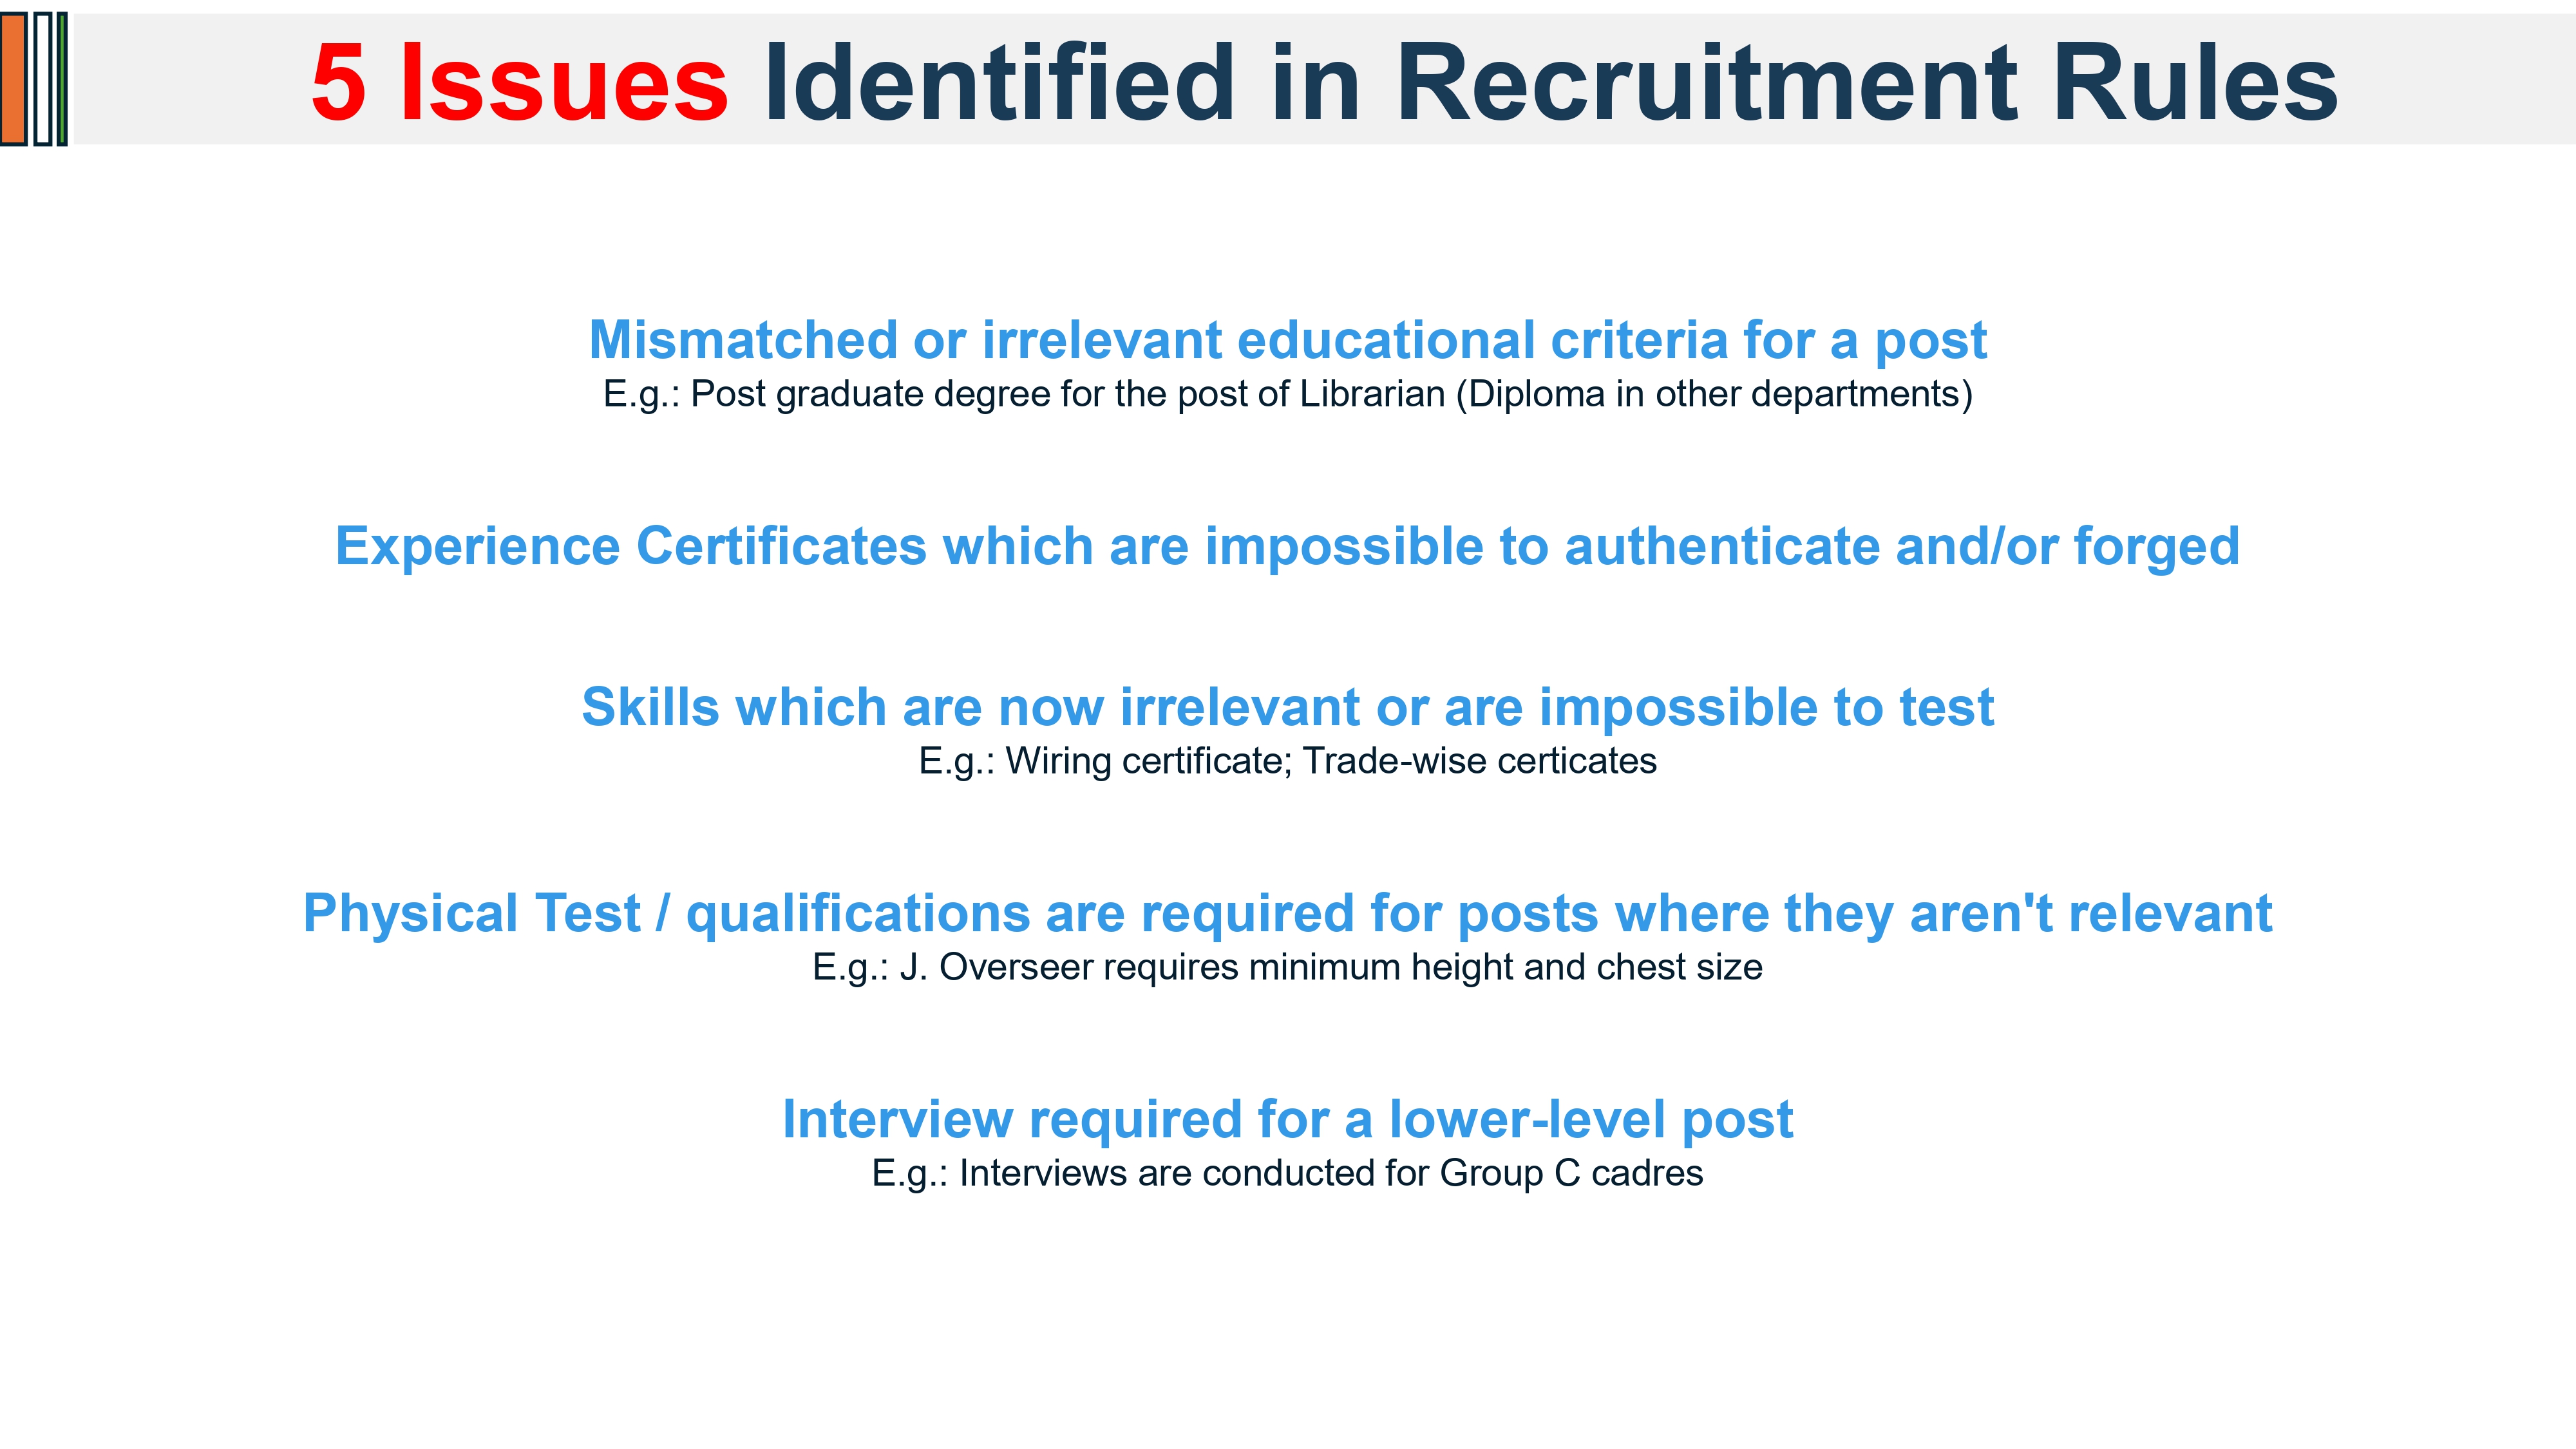 5 Issues Identified in Recruitment Rules
Mismatched or irrelevant educational criteria for a post
E.g.: Post graduate degree for the post of Librarian (Diploma in other departments)
Experience Certificates which are impossible to authenticate and/or forged
Skills which are now irrelevant or are impossible to test
E.g.: Wiring certificate; Trade-wise certicates
Physical Test / qualifications are required for posts where they aren't relevant
E.g.: J. Overseer requires minimum height and chest size
Interview required for a lower-level post
E.g.: Interviews are conducted for Group C cadres